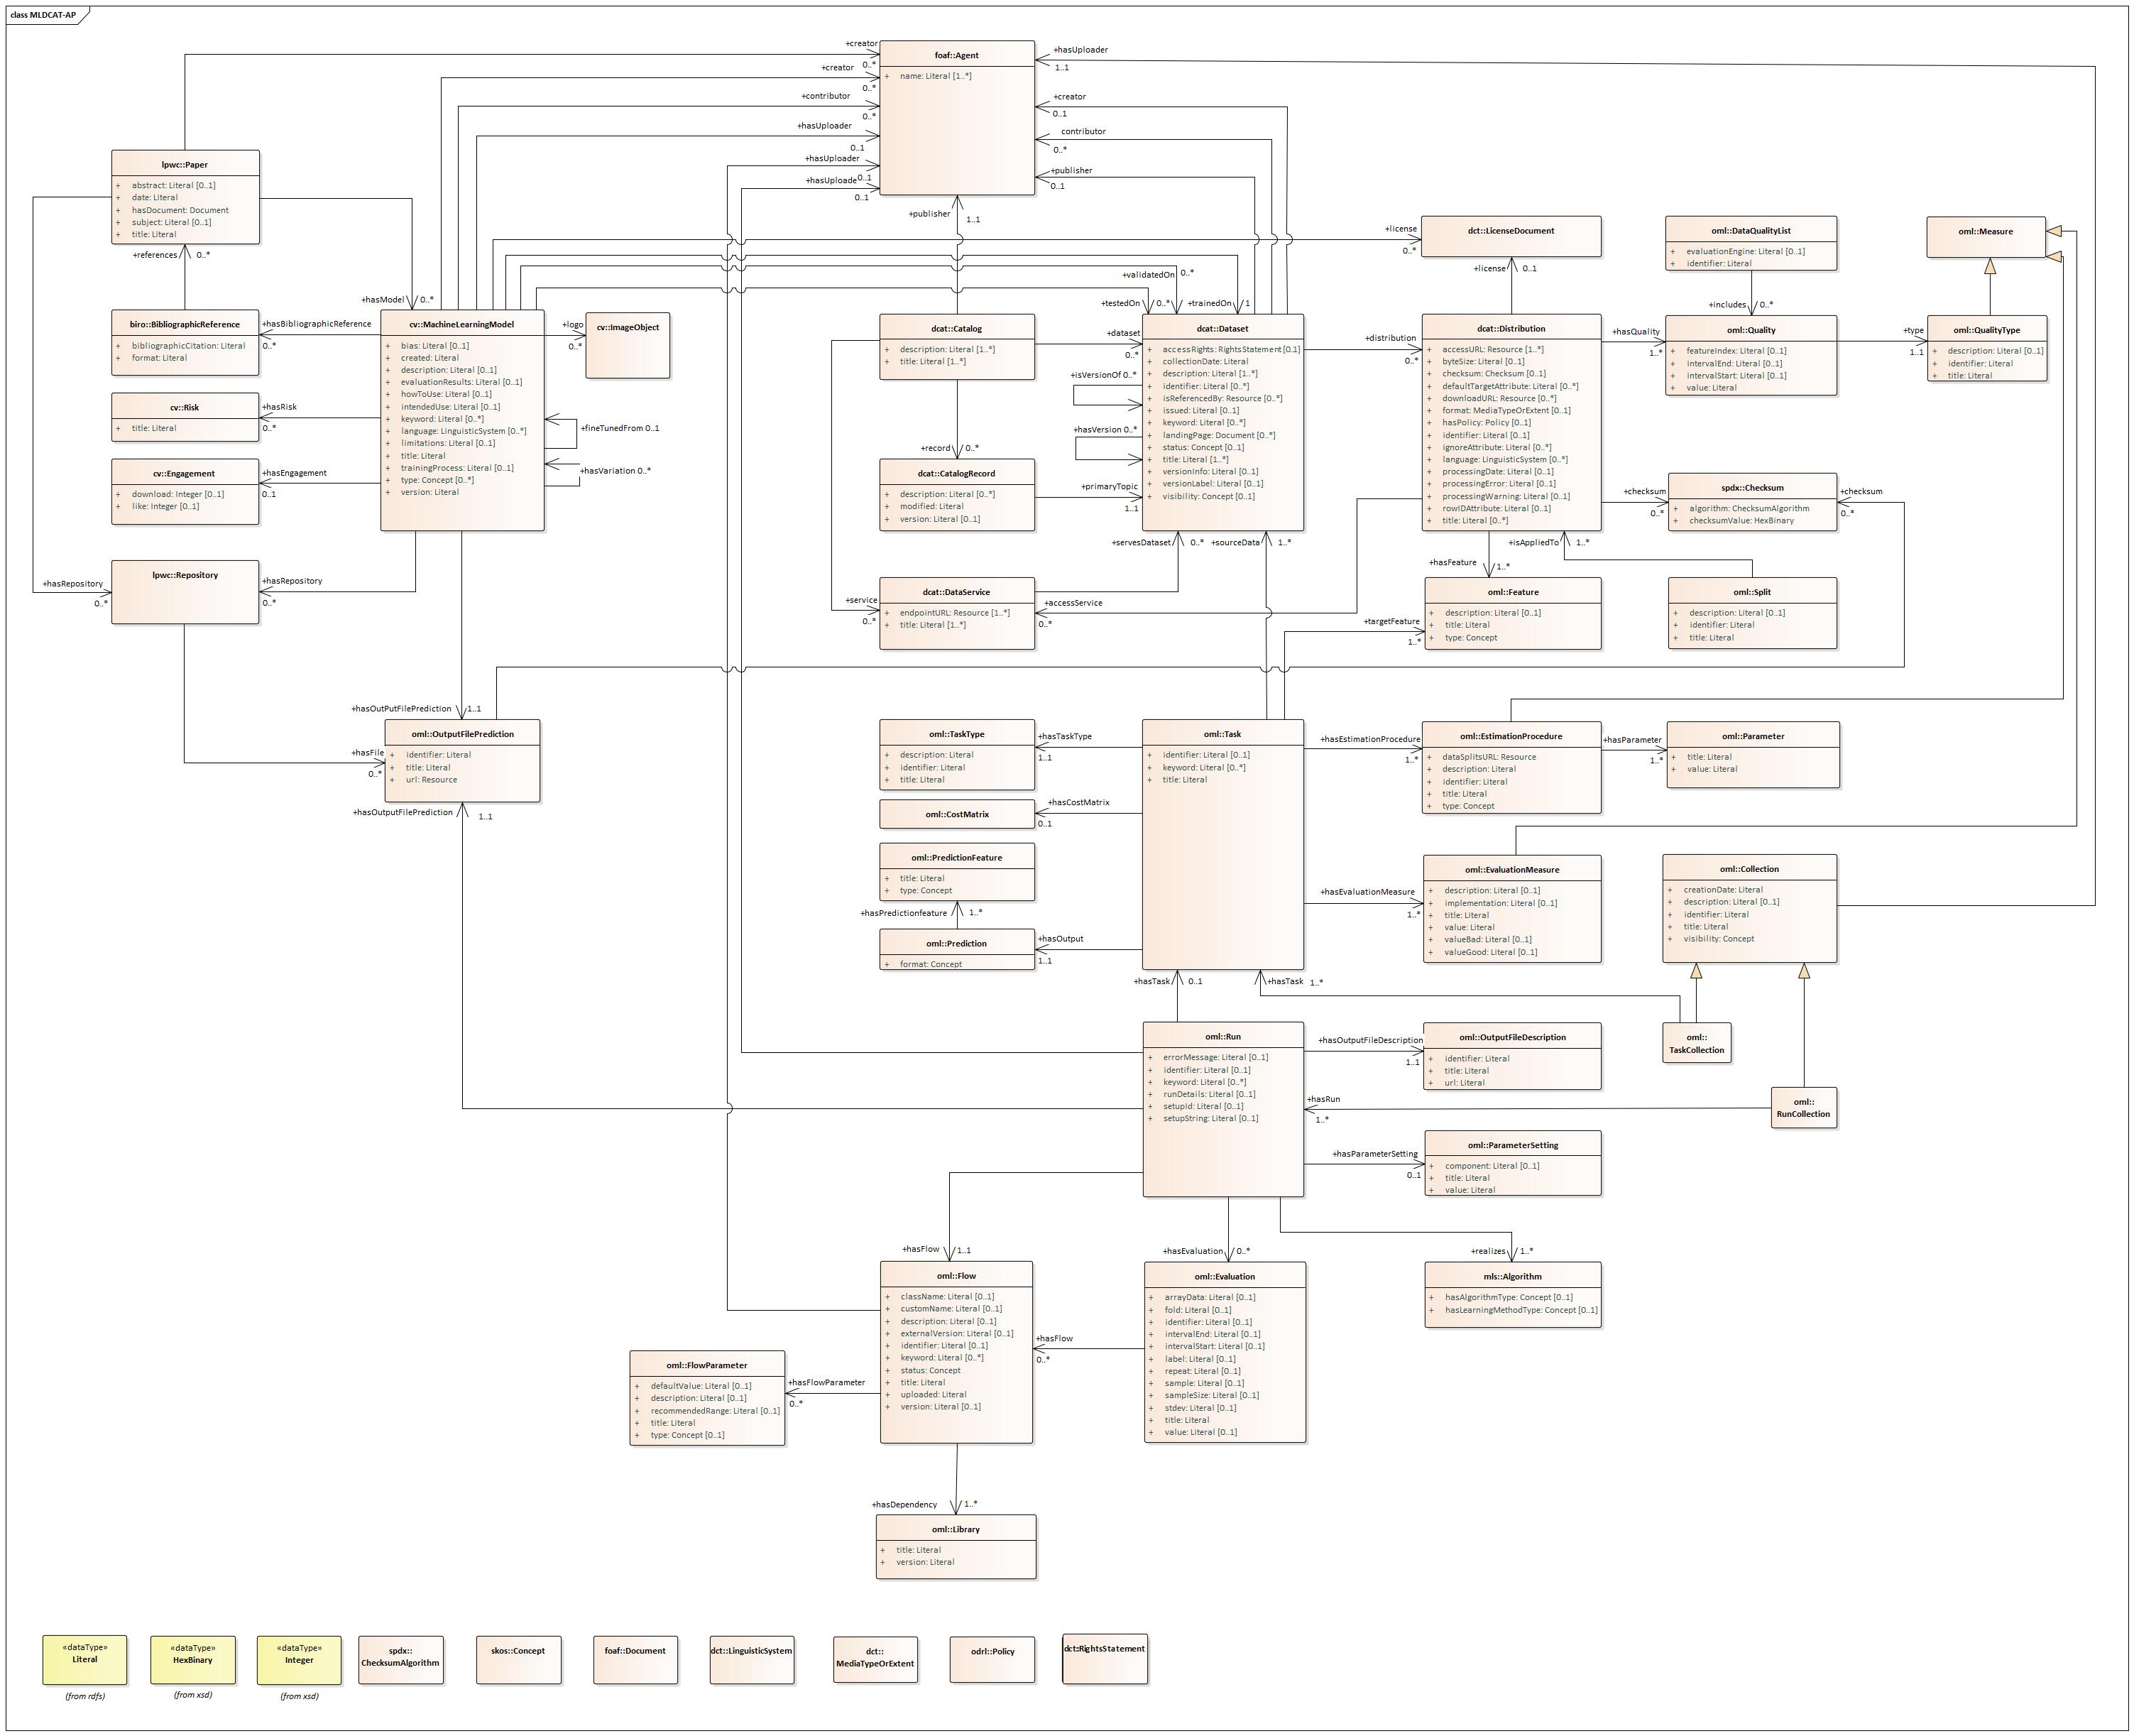 class MLDCAT-AP
foaf::Agent
+ name: Literal [1..*]
+creator
0..*
+creator
0..*
+contributor
0..*
+hasUploader
0..1
+hasUploader
0..1
+hasUploade
0..1
+hasUploader
1..1
+creator
0..1
contributor
0..*
+publisher
0..1
+publisher
1..1
lpwc::Paper
+ abstract: Literal [0..1]
+ date: Literal
+ hasDocument: Document
+ subject: Literal [0..1]
+ title: Literal
+references
0..*
+hasModel
0..*
biro::BibliographicReference
+ bibliographicCitation: Literal
+ format: Literal
+hasBibliographicReference
0..*
cv::Risk
+ title: Literal
+hasRisk
0..*
cv::Engagement
+ download: Integer [0..1]
+ like: Integer [0..1]
+hasEngagement
0..1
lpwc::Repository
+hasRepository
0..*
+hasRepository
0..*
cv::MachineLearningModel
+ bias: Literal [0..1]
+ created: Literal
+ description: Literal [0..1]
+ evaluationResults: Literal [0..1]
+ howToUse: Literal [0..1]
+ intendedUse: Literal [0..1]
+ keyword: Literal [0..*]
+ language: LinguisticSystem [0..*]
+ limitations: Literal [0..1]
+ title: Literal
+ trainingProcess: Literal [0..1]
+ type: Concept [0..*]
+ version: Literal
+logo
0..*
cv::ImageObject
+fineTunedFrom 0..1
+hasVariation 0..*
dcat::Catalog
+ description: Literal [1..*]
+ title: Literal [1..*]
+dataset
0..*
+record
0..*
dcat::CatalogRecord
+ description: Literal [0..*]
+ modified: Literal
+ version: Literal [0..1]
+primaryTopic
1..1
dcat::DataService
+ endpointURL: Resource [1..*]
+ title: Literal [1..*]
+service
0..*
+servesDataset
0..*
+accessService
0..*
+validatedOn
0..*
+testedOn
0..*
+trainedOn
1
dcat::Dataset
+ accessRights: RightsStatement[0..1]
+ collectionDate: Literal
+ description: Literal [1..*]
+ identifier: Literal [0..*]
+ isReferencedBy: Resource [0..*]
+ issued: Literal [0..1]
+ keyword: Literal [0..*]
+ landingPage: Document [0..*]
+ status: Concept [0..1]
+ title: Literal [1..*]
+ versionInfo: Literal [0..1]
+ versionLabel: Literal [0..1]
+ visibility: Concept [0..1]
+isVersionOf 0..*
+hasVersion 0..*
+sourceData
1..*
+distribution
0..*
+license
0..*
dct::LicenseDocument
+license
0..1
dcat::Distribution
+ accessURL: Resource [1..*]
+ byteSize: Literal [0..1]
+ checksum: Checksum [0..1]
+ defaultTargetAttribute: Literal [0..*]
+ downloadURL: Resource [0..*]
+ format: MediaTypeOrExtent [0..1]
+ hasPolicy: Policy [0..1]
+ identifier: Literal [0..1]
+ ignoreAttribute: Literal [0..*]
+ language: LinguisticSystem [0..*]
+ processingDate: Literal [0..1]
+ processingError: Literal [0..1]
+ processingWarning: Literal [0..1]
+ rowIDAttribute: Literal [0..1]
+ title: Literal [0..*]
oml::DataQualityList
+ evaluationEngine: Literal [0..1]
+ identifier: Literal
+includes
0..*
+hasQuality
1..*
oml::Quality
+ featureIndex: Literal [0..1]
+ intervalEnd: Literal [0..1]
+ intervalStart: Literal [0..1]
+ value: Literal
+type
1..1
oml::Measure
oml::QualityType
+ description: Literal [0..1]
+ identifier: Literal
+ title: Literal
+checksum
0..*
spdx::Checksum
+ algorithm: ChecksumAlgorithm
+ checksumValue: HexBinary
+checksum
0..*
+isAppliedTo
1..*
+hasFeature
1..*
oml::Feature
+ description: Literal [0..1]
+ title: Literal
+ type: Concept
oml::Split
+ description: Literal [0..1]
+ identifier: Literal
+ title: Literal
+targetFeature
1..*
+hasOutPutFilePrediction
1..1
oml::OutputFilePrediction
+ identifier: Literal
+ title: Literal
+ url: Resource
+hasFile
0..*
+hasOutputFilePrediction
1..1
oml::TaskType
+ description: Literal
+ identifier: Literal
+ title: Literal
+hasTaskType
1..1
oml::CostMatrix
+hasCostMatrix
0..1
oml::PredictionFeature
+ title: Literal
+ type: Concept
+hasPredictionfeature
1..*
oml::Prediction
+ format: Concept
+hasOutput
1..1
oml::Task
+ identifier: Literal [0..1]
+ keyword: Literal [0..*]
+ title: Literal
+hasEstimationProcedure
1..*
oml::EstimationProcedure
+ dataSplitsURL: Resource
+ description: Literal
+ identifier: Literal
+ title: Literal
+ type: Concept
+hasParameter
1..*
oml::Parameter
+ title: Literal
+ value: Literal
+hasEvaluationMeasure
1..*
oml::EvaluationMeasure
+ description: Literal [0..1]
+ implementation: Literal [0..1]
+ title: Literal
+ value: Literal
+ valueBad: Literal [0..1]
+ valueGood: Literal [0..1]
oml::Collection
+ creationDate: Literal
+ description: Literal [0..1]
+ identifier: Literal
+ title: Literal
+ visibility: Concept
+hasTask
0..1
+hasTask
1..*
oml::
TaskCollection
oml::
RunCollection
oml::Run
+ errorMessage: Literal [0..1]
+ identifier: Literal [0..1]
+ keyword: Literal [0..*]
+ runDetails: Literal [0..1]
+ setupId: Literal [0..1]
+ setupString: Literal [0..1]
+hasOutputFileDescription
1..1
oml::OutputFileDescription
+ identifier: Literal
+ title: Literal
+ url: Literal
+hasRun
1..*
+hasParameterSetting
0..1
oml::ParameterSetting
+ component: Literal [0..1]
+ title: Literal
+ value: Literal
+hasFlow
1..1
+hasEvaluation
0..*
+realizes
1..*
oml::Flow
+ className: Literal [0..1]
+ customName: Literal [0..1]
+ description: Literal [0..1]
+ externalVersion: Literal [0..1]
+ identifier: Literal [0..1]
+ keyword: Literal [0..*]
+ status: Concept
+ title: Literal
+ uploaded: Literal
+ version: Literal [0..1]
+hasFlow
0..*
oml::Evaluation
+ arrayData: Literal [0..1]
+ fold: Literal [0..1]
+ identifier: Literal [0..1]
+ intervalEnd: Literal [0..1]
+ intervalStart: Literal [0..1]
+ label: Literal [0..1]
+ repeat: Literal [0..1]
+ sample: Literal [0..1]
+ sampleSize: Literal [0..1]
+ stdev: Literal [0..1]
+ title: Literal
+ value: Literal [0..1]
mls::Algorithm
+ hasAlgorithmType: Concept [0..1]
+ hasLearningMethodType: Concept [0..1]
oml::FlowParameter
+ defaultValue: Literal [0..1]
+ description: Literal [0..1]
+ recommendedRange: Literal [0..1]
+ title: Literal
+ type: Concept [0..1]
+hasFlowParameter
0..*
+hasDependency
1..*
oml::Library
+ title: Literal
+ version: Literal
«dataType»
Literal
(from rdfs)
«dataType»
HexBinary
(from xsd)
«dataType»
Integer
(from xsd)
spdx::
ChecksumAlgorithm
skos::Concept
foaf::Document
dct::LinguisticSystem
dct::
MediaTypeOrExtent
odrl::Policy
dct::RightsStatement